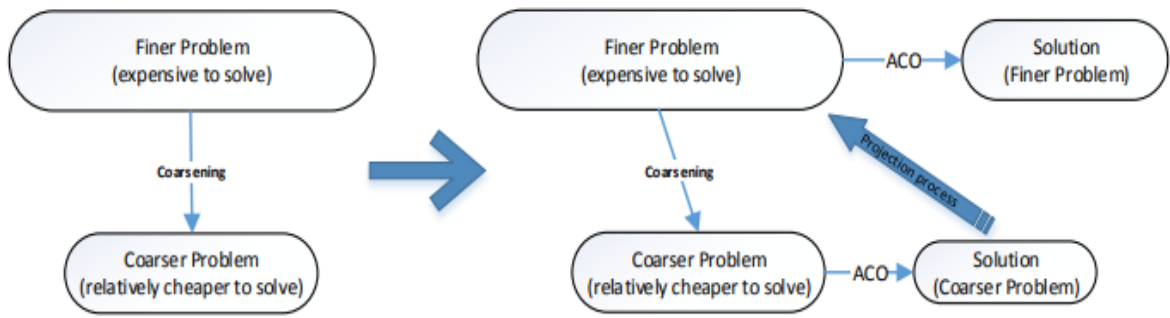 Finer Problem
(expensive to solve)
Coarsening
Coarser Problem
(relatively cheaper to solve)
Finer Problem
(expensive to solve)
ACO
Solution
(Finer Problem)
Projection process
Coarsening
Coarser Problem
(relatively cheaper to solve)
ACO
Solution
(Coarser Problem)